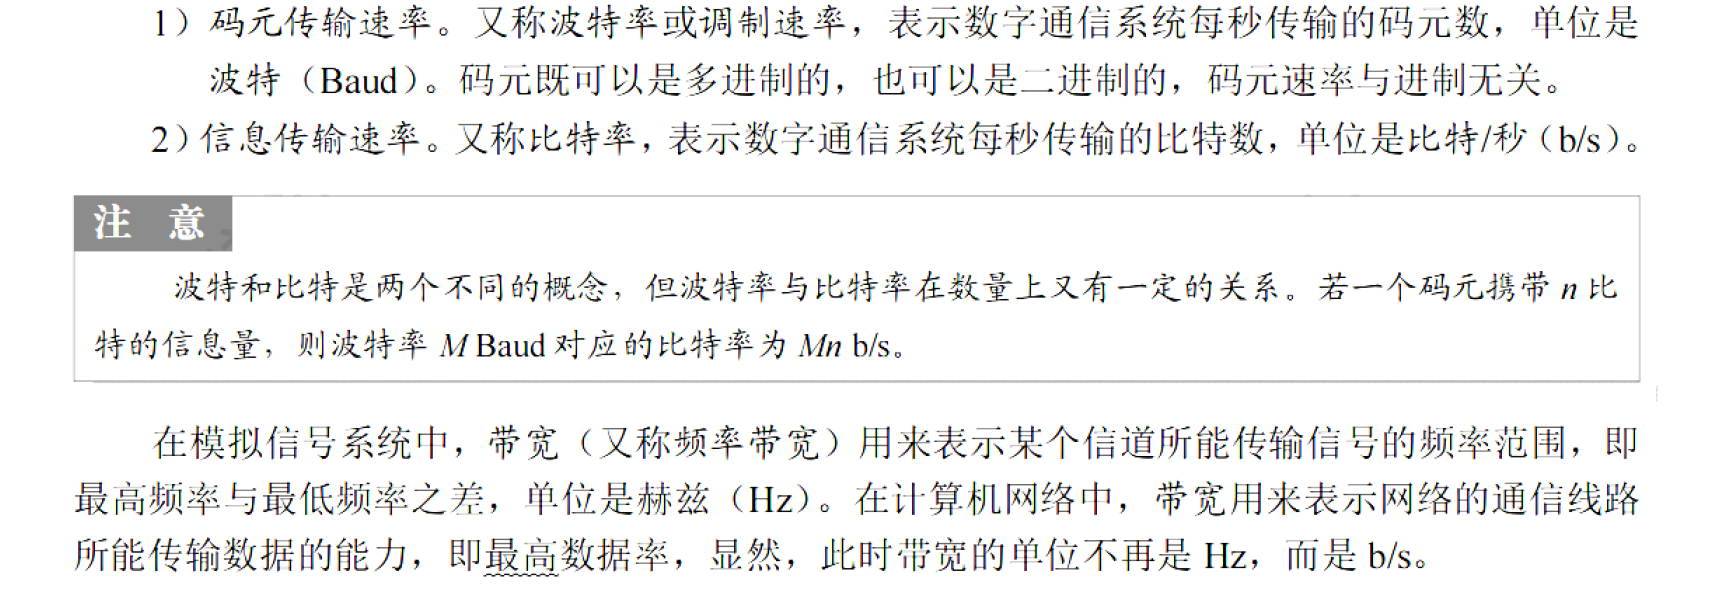 1）码元传输速率。又称波特率或调制速率，表示数字通信系统每秒传输的码元数，单位是
波特（Baud）。码元既可以是多进制的，也可以是二进制的，码元速率与进制无关。
2）信息传输速率。又称比特率，表示数字通信系统每秒传输的比特数，单位是比特/秒（b/s）。
注 意
波特和比特是两个不同的概念，但波特率与比特率在数量上又有一定的关系。若一个码元携带 n 比
特的信息量，则波特率 M Baud 对应的比特率为 Mn b/s。
在模拟信号系统中，带宽（又称频率带宽）用来表示某个信道所能传输信号的频率范围，即
最高频率与最低频率之差，单位是赫兹（Hz）。在计算机网络中，带宽用来表示网络的通信线路
所能传输数据的能力，即最高数据率，显然，此时带宽的单位不再是 Hz，而是 b/s。